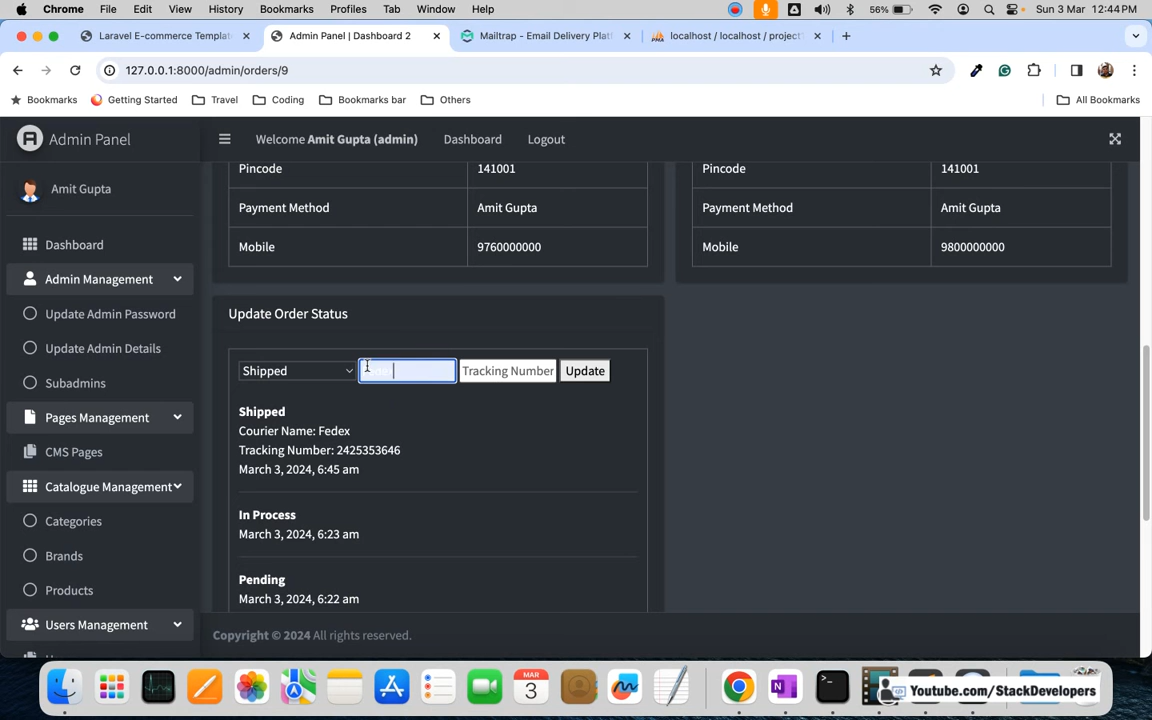 Chrome File Edit View History Bookmarks Profiles Tab Window Help 56% Sun 3 Mar 12:44 PM
Laravel E-commerce Templat Admin Panel | Dashboard 2 Mailtrap - Email Delivery Platf localhost / localhost / project
127.0.0.1:8000/admin/orders/9
Bookmarks Getting Started Travel Coding Bookmarks bar Others All Bookmarks
Admin Panel Welcome Amit Gupta (admin) Dashboard Logout
Amit Gupta
Dashboard
Admin Management
Update Admin Password
Update Admin Details
Subadmins
Pages Management
CMS Pages
Catalogue Management
Categories
Brands
Products
Users Management
Pincode 141001
Payment Method Amit Gupta
Mobile 9760000000
Pincode 141001
Payment Method Amit Gupta
Mobile 9800000000
Update Order Status
Shipped Tracking Number Update
Shipped
Courier Name: Fedex
Tracking Number: 2425353646
March 3, 2024, 6:45 am
In Process
March 3, 2024, 6:23 am
Pending
March 3, 2024, 6:22 am
Copyright © 2024 All rights reserved.
MAR
3
Youtube.com/StackDevelopers